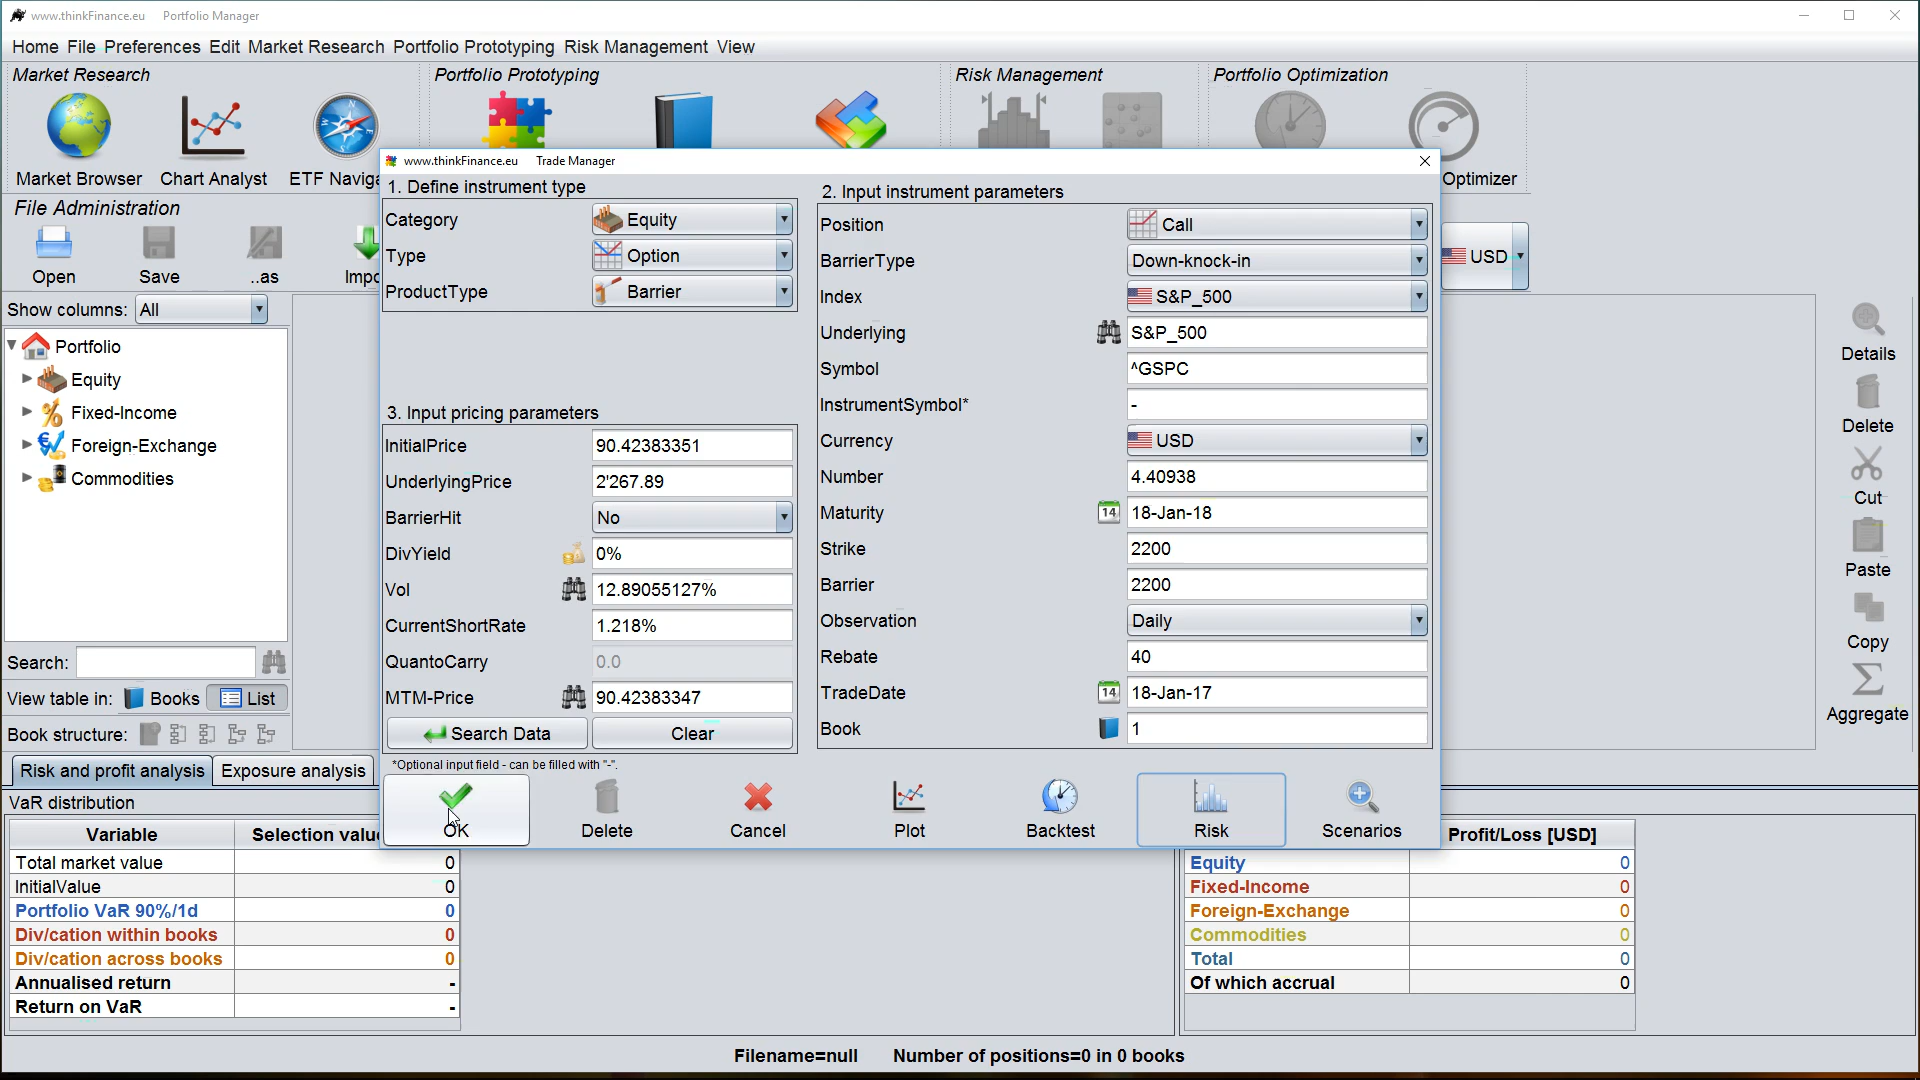 www.thinkFinance.eu Portfolio Manager
Home File Preferences Edit Market Research Portfolio Prototyping Risk Management View
Market Research
Portfolio Prototyping
Risk Management
Portfolio Optimization
Market Browser
Chart Analyst
ETF Naviga
Optimizer
File Administration
Open
Save
..as
Impo
USD
Show columns: All
Portfolio
Equity
Fixed-Income
Foreign-Exchange
Commodities
Search:
View table in: Books List
Book structure:
Risk and profit analysis Exposure analysis
www.thinkFinance.eu Trade Manager
1. Define instrument type
Category Equity
Type Option
ProductType Barrier
3. Input pricing parameters
InitialPrice 90.42383351
UnderlyingPrice 2'267.89
BarrierHit No
DivYield 0%
Vol 12.89055127%
CurrentShortRate 1.218%
QuantoCarry 0.0
MTM-Price 90.42383347
Search Data Clear
*Optional input field - can be filled with "-".
2. Input instrument parameters
Position Call
BarrierType Down-knock-in
Index S&P_500
Underlying S&P_500
Symbol ^GSPC
InstrumentSymbol* -
Currency USD
Number 4.40938
Maturity 14 18-Jan-18
Strike 2200
Barrier 2200
Observation Daily
Rebate 40
TradeDate 14 18-Jan-17
Book 1
OK Delete Cancel Plot Backtest Risk Scenarios
Details
Delete
Cut
Paste
Copy
Aggregate
VaR distribution
Variable Selection valu
Total market value 0
InitialValue 0
Portfolio VaR 90%/1d 0
Div/cation within books 0
Div/cation across books 0
Annualised return -
Return on VaR -
Profit/Loss [USD]
Equity 0
Fixed-Income 0
Foreign-Exchange 0
Commodities 0
Total 0
Of which accrual 0
Filename=null Number of positions=0 in 0 books